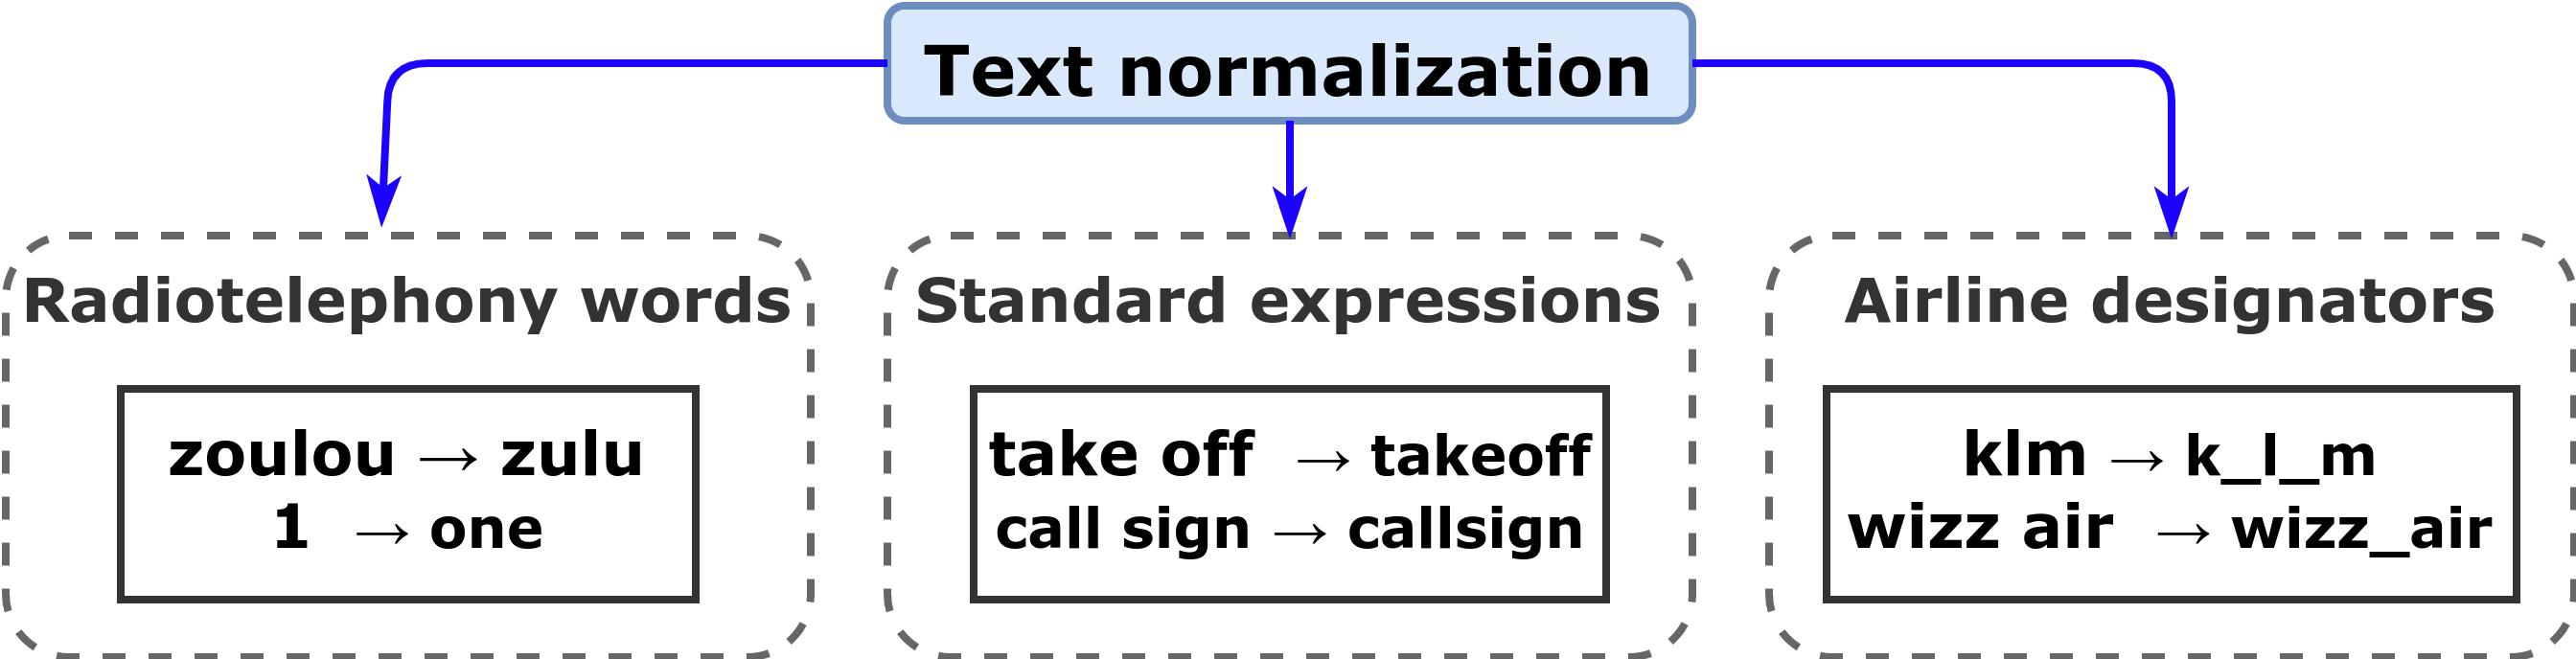 Text normalization
Radiotelephony words
zoulou → zulu
1 → one
Standard expressions
take off → takeoff
call sign → callsign
Airline designators
klm → k_l_m
wizz air → wizz_air